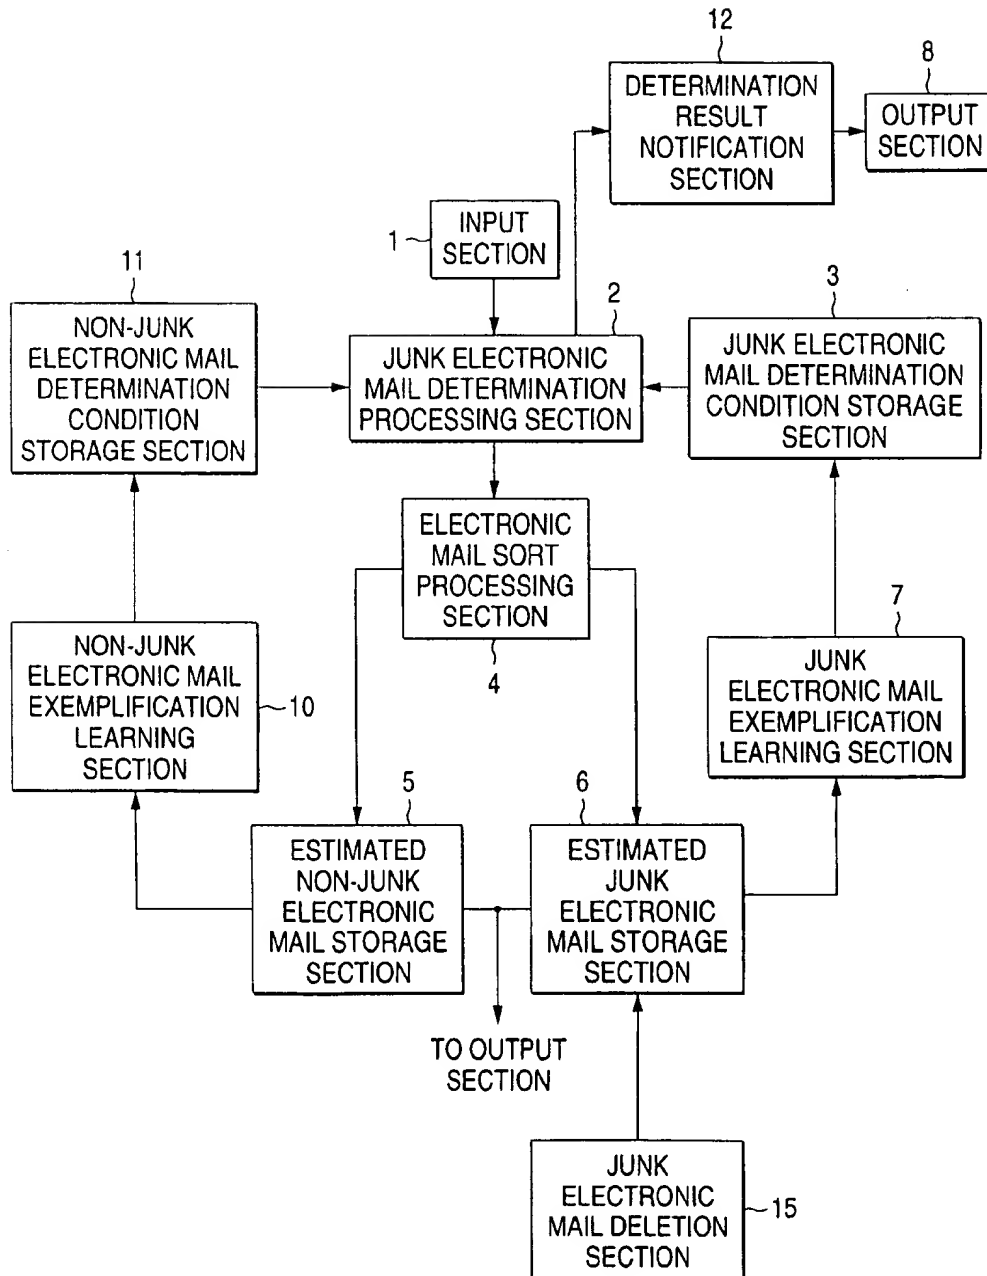 12
DETERMINATION
RESULT
NOTIFICATION
SECTION
8
OUTPUT
SECTION
1
INPUT
SECTION
11
NON-JUNK
ELECTRONIC MAIL
DETERMINATION
CONDITION
STORAGE SECTION
2
JUNK ELECTRONIC
MAIL DETERMINATION
PROCESSING SECTION
3
JUNK ELECTRONIC
MAIL DETERMINATION
CONDITION STORAGE
SECTION
ELECTRONIC
MAIL SORT
PROCESSING
SECTION
4
NON-JUNK
ELECTRONIC MAIL
EXEMPLIFICATION
LEARNING
SECTION
10
7
JUNK
ELECTRONIC MAIL
EXEMPLIFICATION
LEARNING SECTION
5
ESTIMATED
NON-JUNK
ELECTRONIC
MAIL STORAGE
SECTION
6
ESTIMATED
JUNK
ELECTRONIC
MAIL STORAGE
SECTION
TO OUTPUT
SECTION
JUNK
ELECTRONIC
MAIL DELETION
SECTION
15